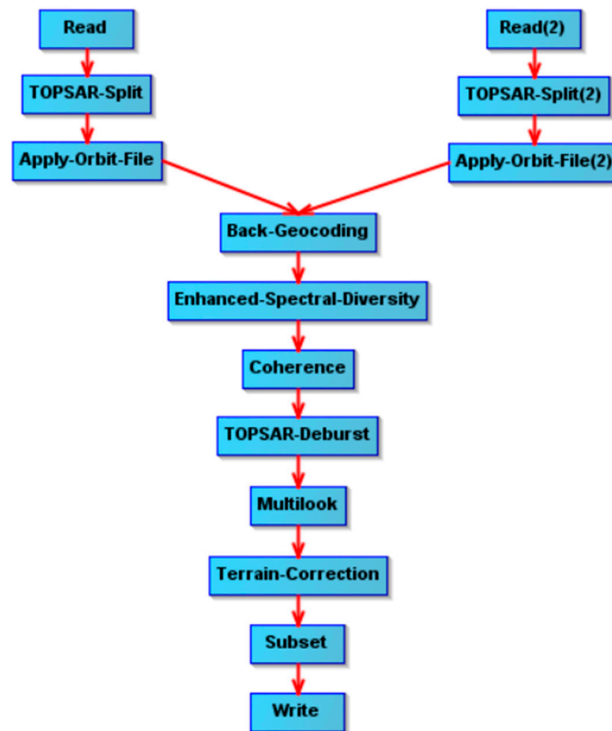 Read
Read(2)
TOPSAR-Split
TOPSAR-Split(2)
Apply-Orbit-File
Apply-Orbit-File(2)
Back-Geocoding
Enhanced-Spectral-Diversity
Coherence
TOPSAR-Deburst
Multilook
Terrain-Correction
Subset
Write